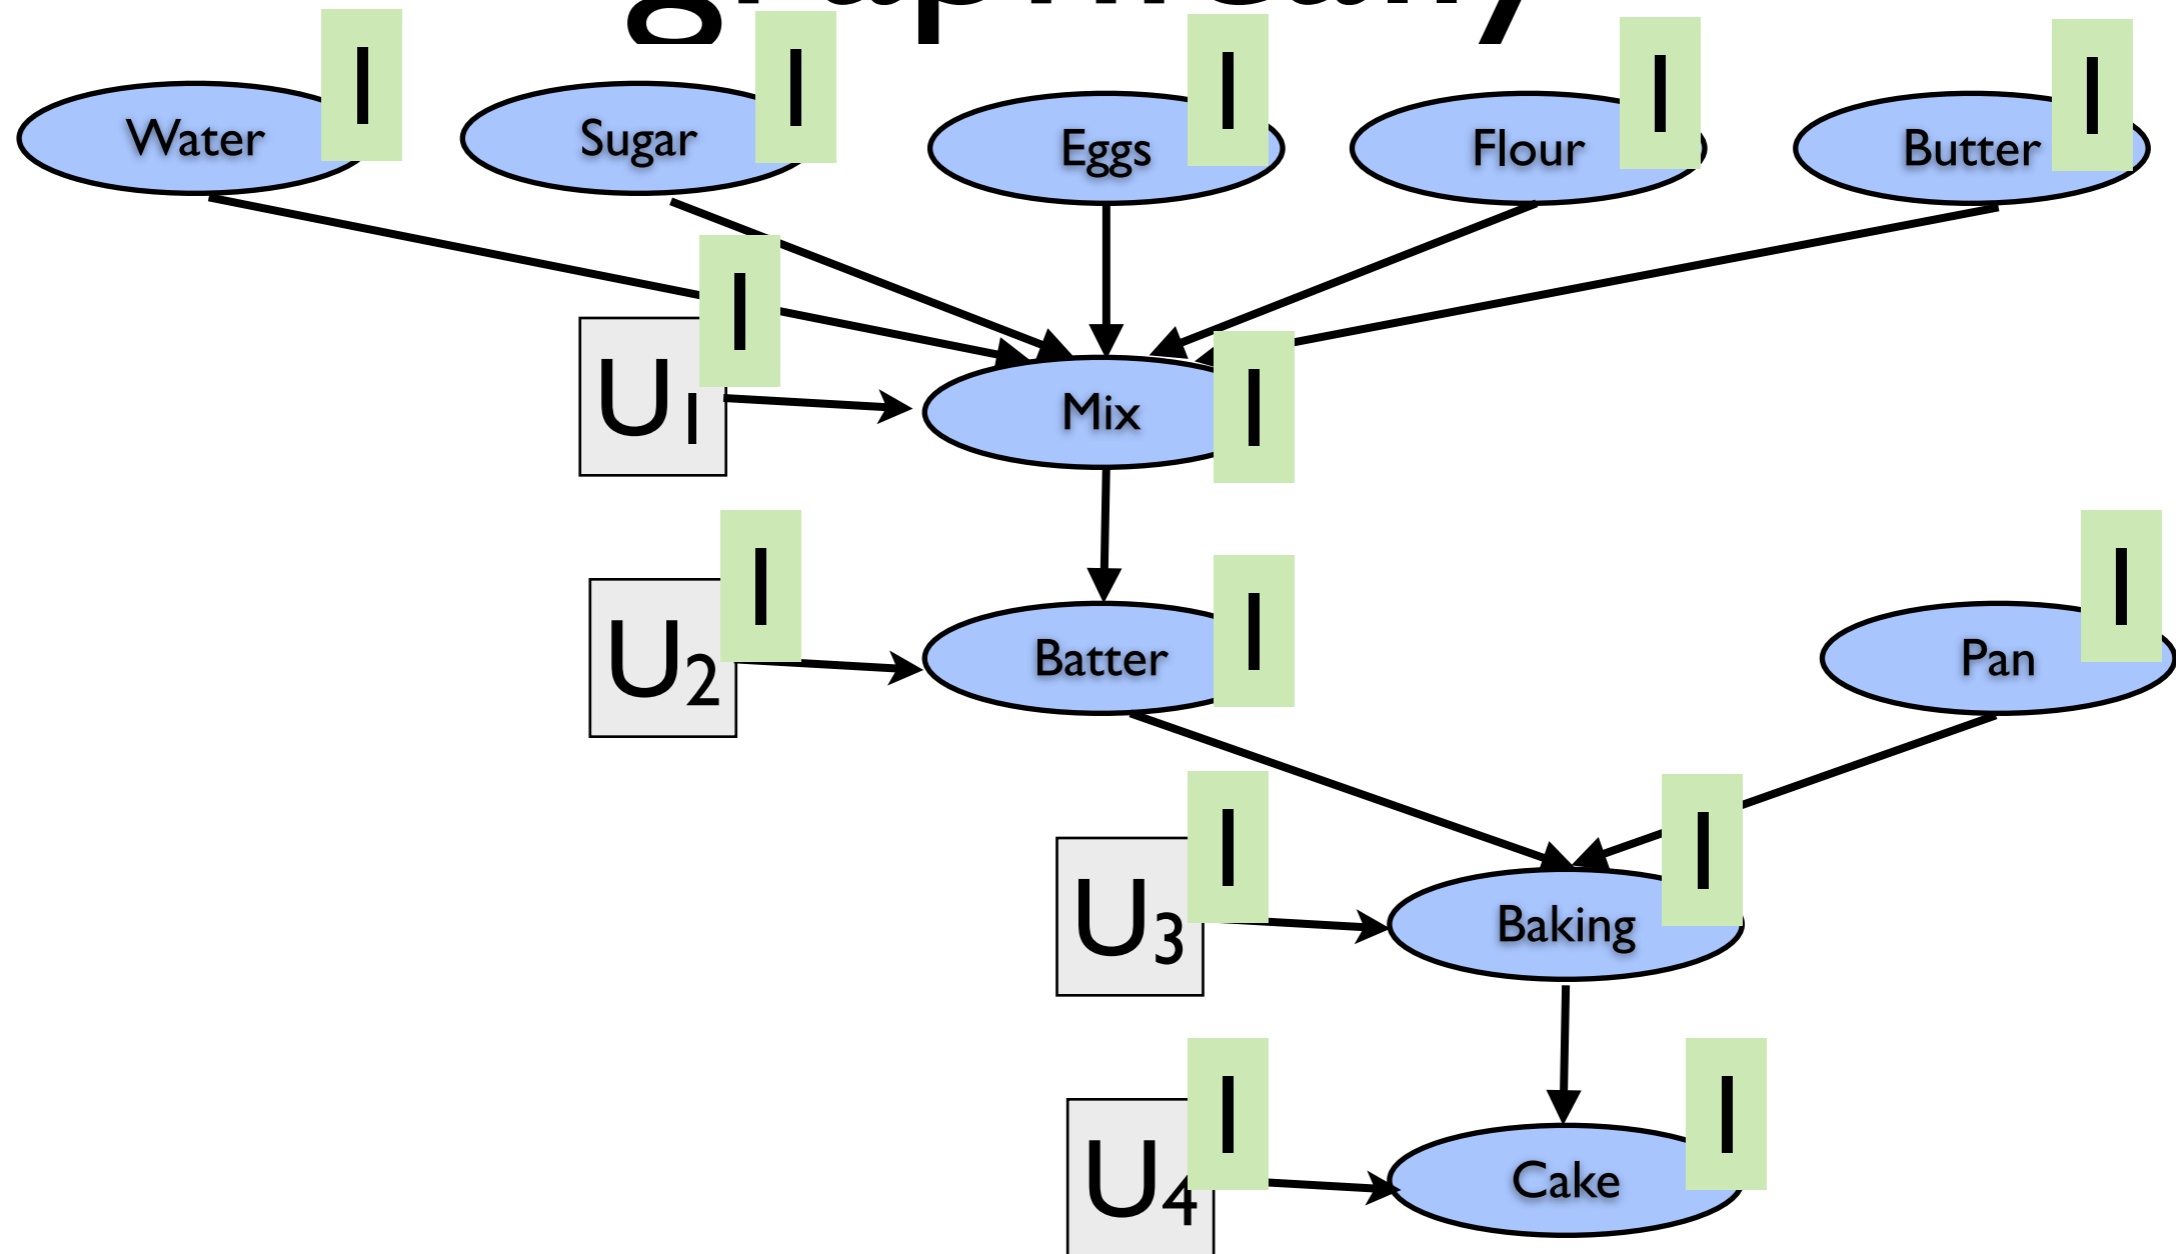 graphically
1 1 1 1 1
Water Sugar Eggs Flour Butter
1
U1 Mix 1
1 1 1
U2 Batter Pan
1 1
U3 Baking
1 1
U4 Cake